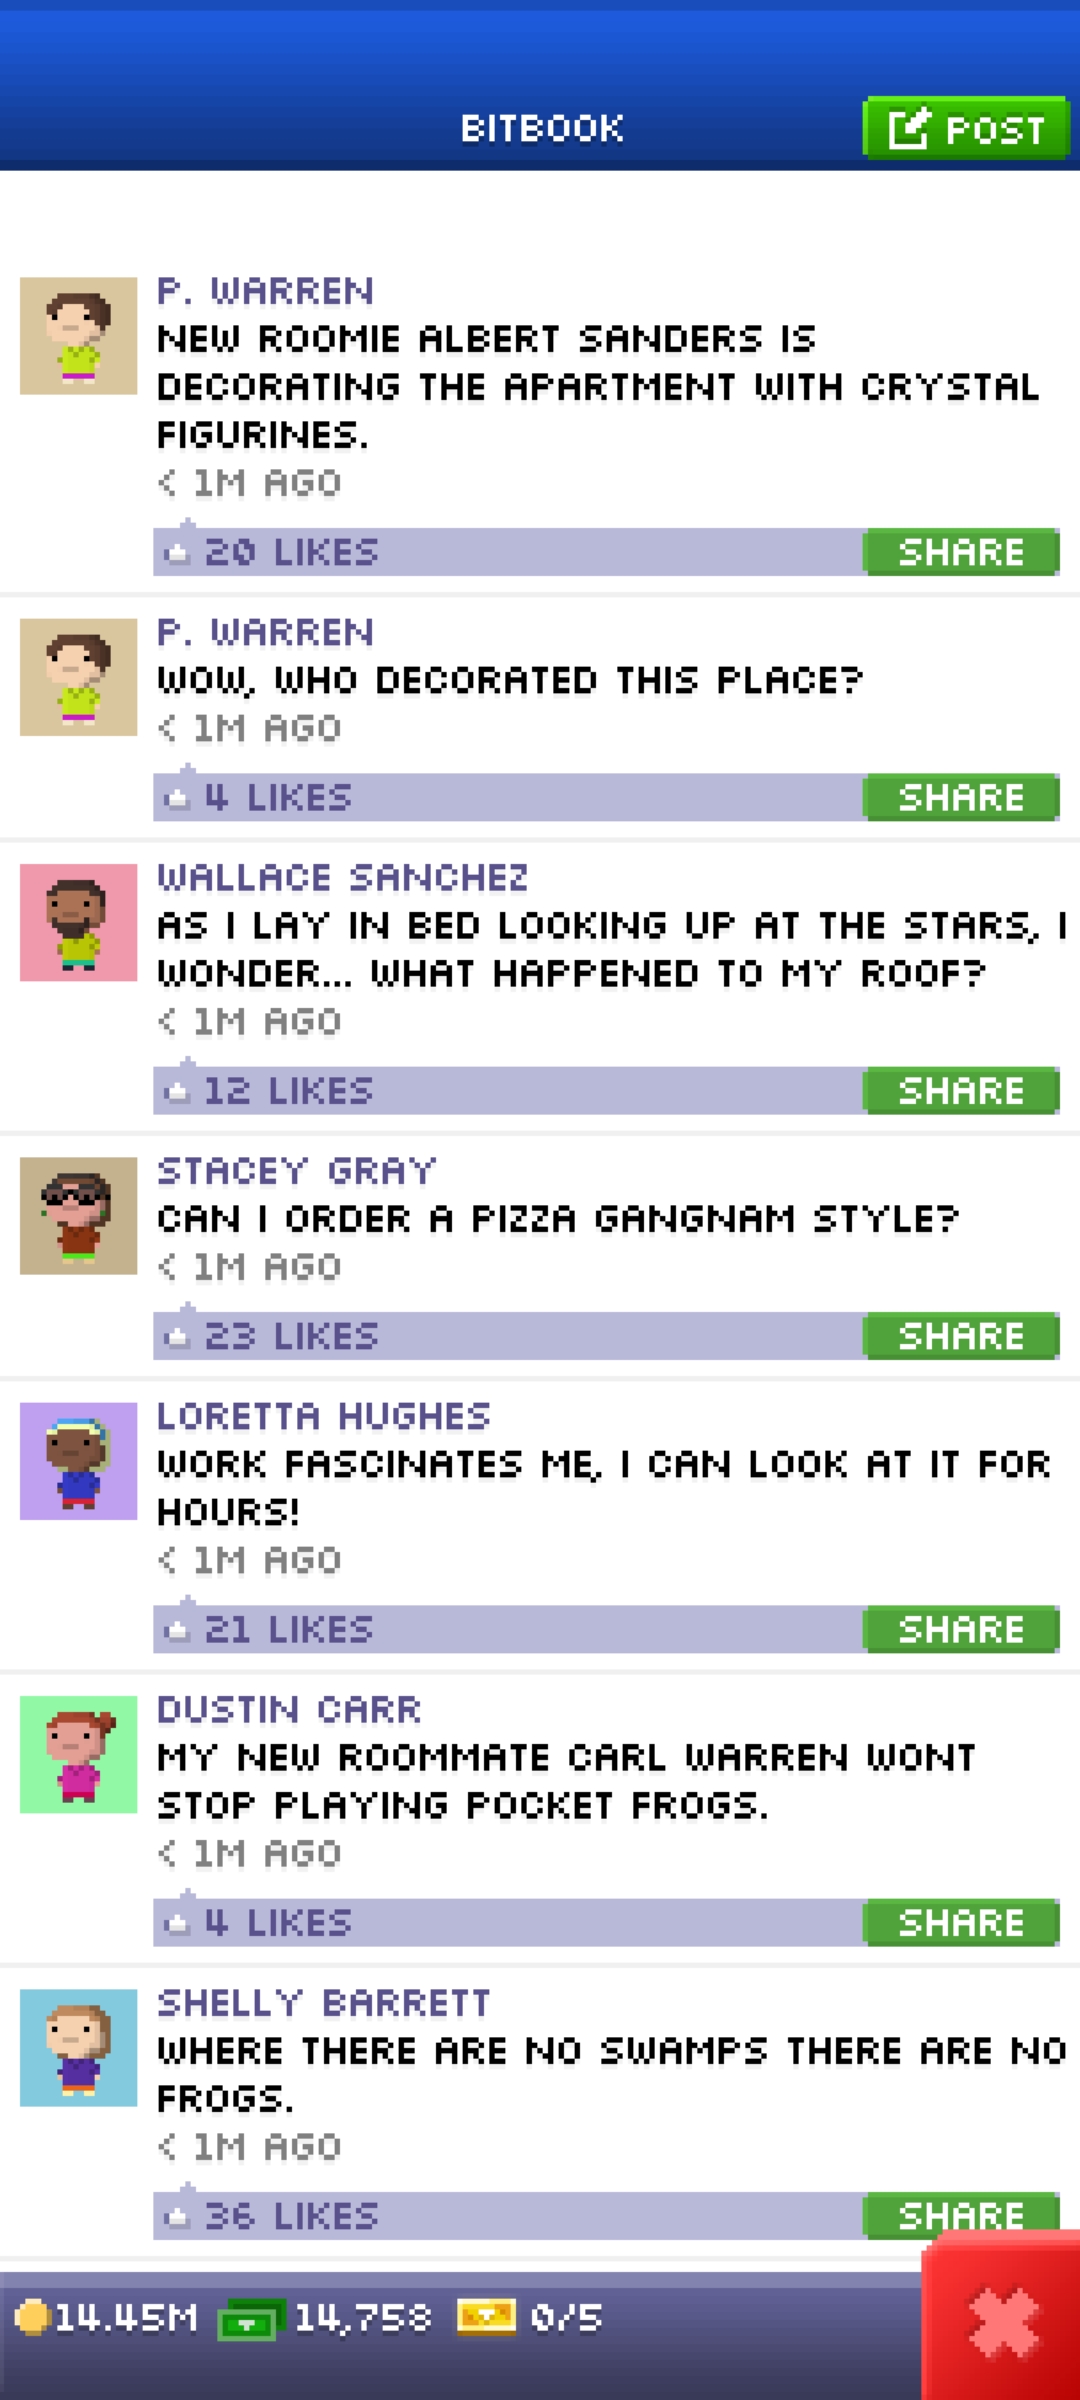 BITBOOK
POST
P. WARREN
NEW ROOMIE ALBERT SANDERS IS
DECORATING THE APARTMENT WITH CRYSTAL
FIGURINES.
< 1M AGO
20 LIKES
SHARE
P. WARREN
WOW, WHO DECORATED THIS PLACE?
< 1M AGO
4 LIKES
SHARE
WALLACE SANCHEZ
AS I LAY IN BED LOOKING UP AT THE STARS, I
WONDER... WHAT HAPPENED TO MY ROOF?
< 1M AGO
12 LIKES
SHARE
STACEY GRAY
CAN I ORDER A PIZZA GANGNAM STYLE?
< 1M AGO
23 LIKES
SHARE
LORETTA HUGHES
WORK FASCINATES ME, I CAN LOOK AT IT FOR
HOURS!
< 1M AGO
21 LIKES
SHARE
DUSTIN CARR
MY NEW ROOMMATE CARL WARREN WONT
STOP PLAYING POCKET FROGS.
< 1M AGO
4 LIKES
SHARE
SHELLY BARRETT
WHERE THERE ARE NO SWAMPS THERE ARE NO
FROGS.
< 1M AGO
36 LIKES
SHARE
14.45M 14,758 0/5